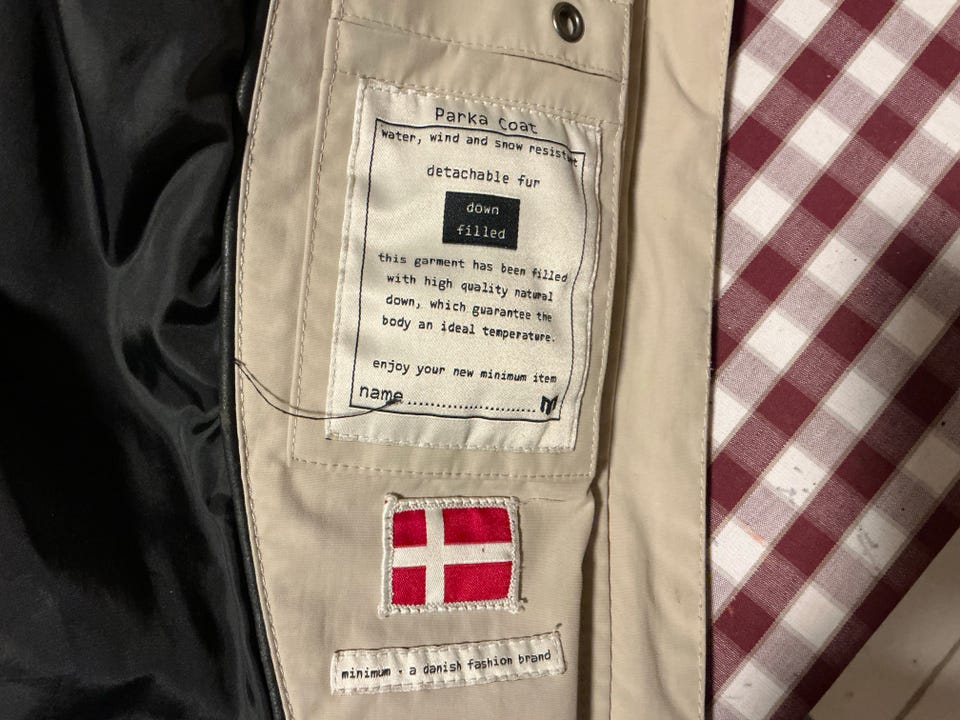 Parka Coat
water, wind and snow resistant
detachable fur
down
filled
this garment has been filled
with high quality natural
down, which guarantee the
body an ideal temperature.
enjoy your new minimum item
name.........................
minimum - a danish fashion brand